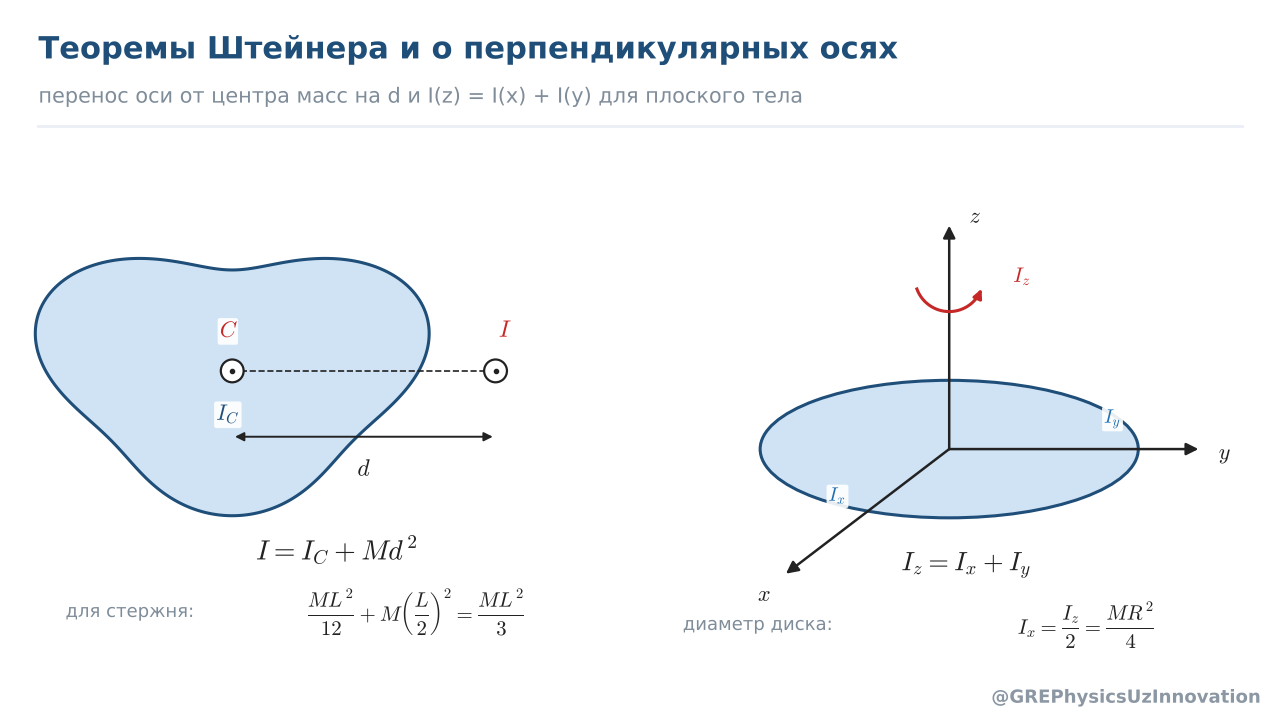 Теоремы Штейнера и о перпендикулярных осях
перенос оси от центра масс на d и I(z) = I(x) + I(y) для плоского тела
C
I
I_C
d
I = I_C + Md^2
для стержня: ML^2/12 + M(L/2)^2 = ML^2/3
z
I_z
I_y
y
I_x
x
I_z = I_x + I_y
диаметр диска: I_x = I_z/2 = MR^2/4
@GREPhysicsUzInnovation